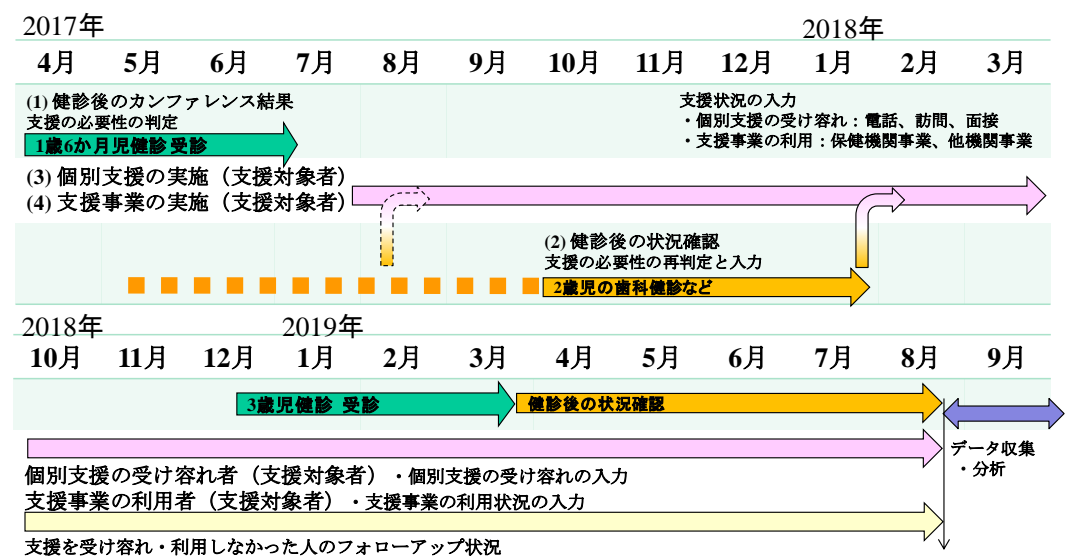 2017年
2018年
4月 5月 6月 7月 8月 9月 10月 11月 12月 1月 2月 3月
(1) 健診後のカンファレンス結果
支援の必要性の判定
1歳6か月児健診 受診
支援状況の入力
・個別支援の受け容れ：電話、訪問、面接
・支援事業の利用：保健機関事業、他機関事業
(3) 個別支援の実施（支援対象者）
(4) 支援事業の実施（支援対象者）
(2) 健診後の状況確認
支援の必要性の再判定と入力
2歳児の歯科健診など
2018年
2019年
10月 11月 12月 1月 2月 3月 4月 5月 6月 7月 8月 9月
3歳児健診 受診
健診後の状況確認
データ収集
・分析
個別支援の受け容れ者（支援対象者）・個別支援の受け容れの入力
支援事業の利用者（支援対象者）・支援事業の利用状況の入力
支援を受け容れ・利用しなかった人のフォローアップ状況